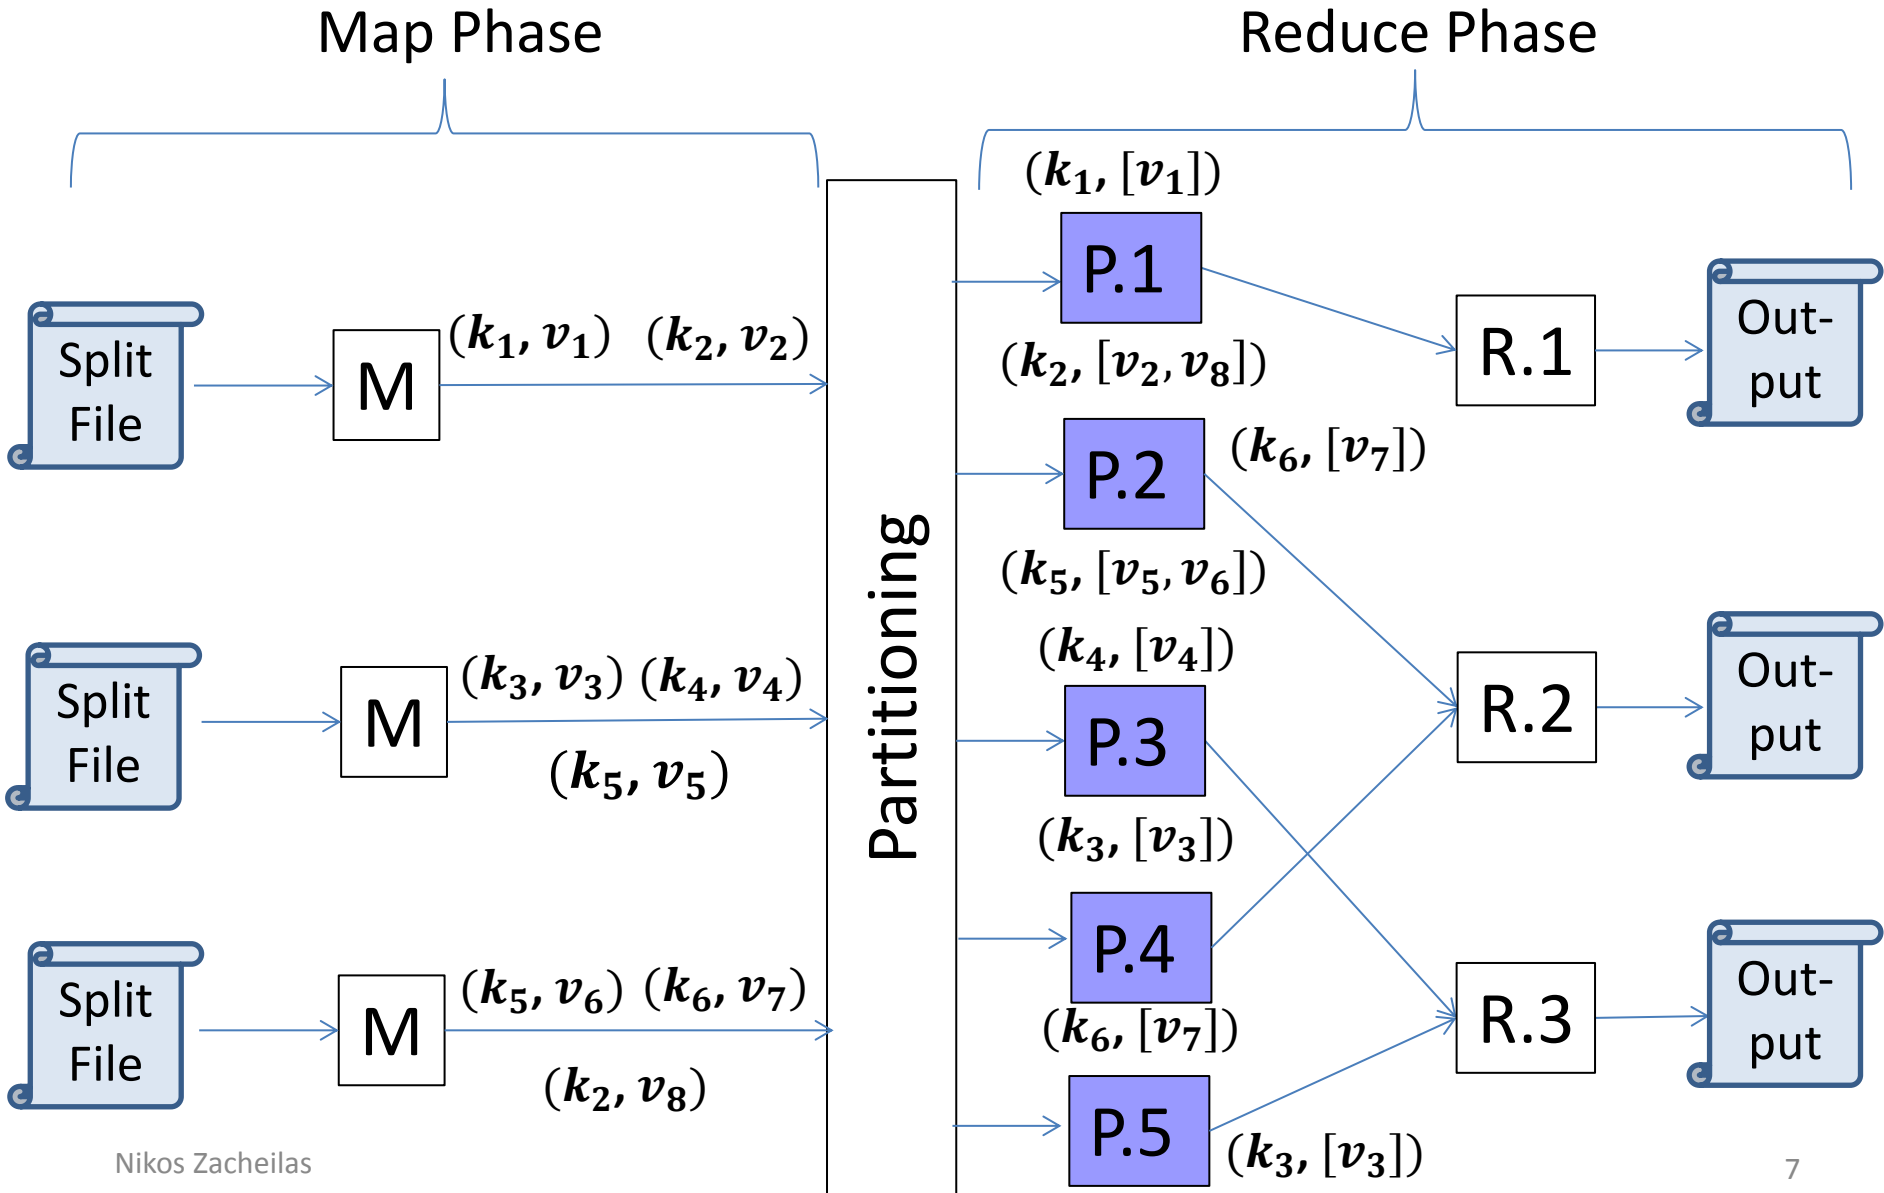 Map Phase
Reduce Phase
Split
File
M
(k₁, v₁) (k₂, v₂)
Split
File
M
(k₃, v₃) (k₄, v₄)
(k₅, v₅)
Split
File
M
(k₅, v₆) (k₆, v₇)
(k₂, v₈)
Partitioning
(k₁, [v₁])
P.1
(k₂, [v₂, v₈])
P.2
(k₆, [v₇])
(k₅, [v₅, v₆])
(k₄, [v₄])
P.3
(k₃, [v₃])
P.4
(k₆, [v₇])
P.5
(k₃, [v₃])
R.1
Out-
put
R.2
Out-
put
R.3
Out-
put
Nikos Zacheilas
7